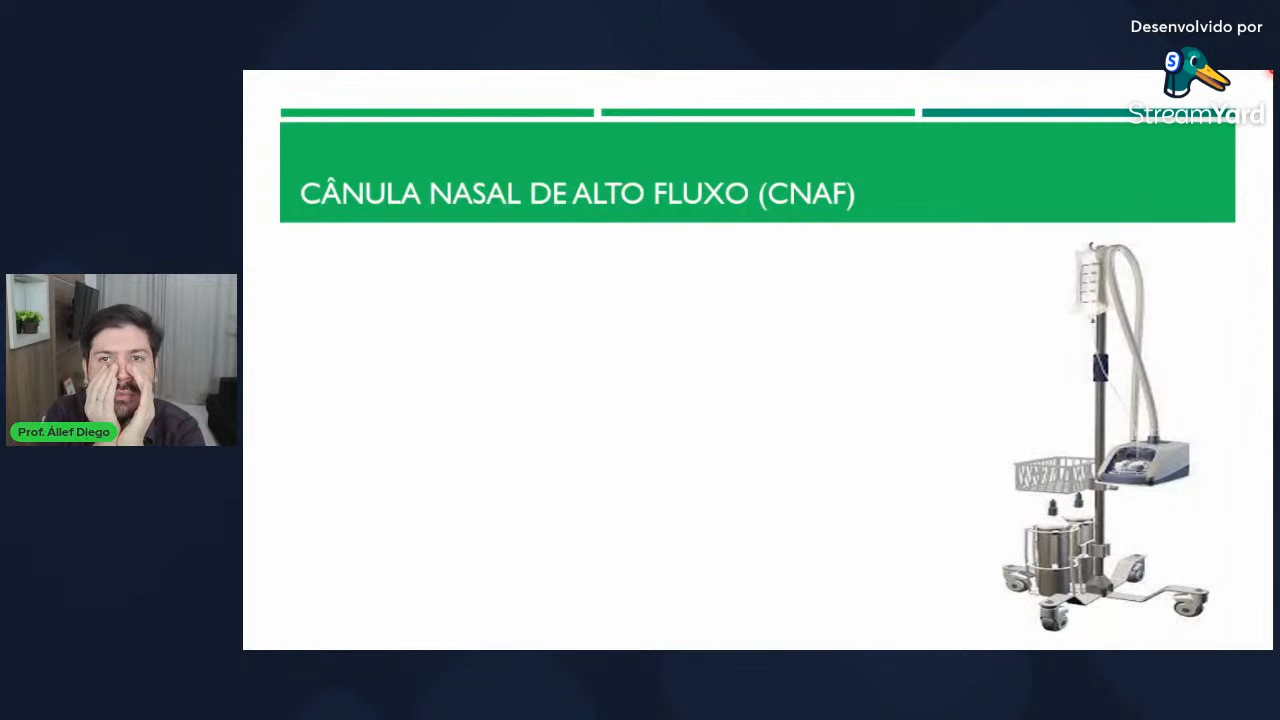 Desenvolvido por
StreamYard
CÂNULA NASAL DE ALTO FLUXO (CNAF)
Prof. Állef Diego